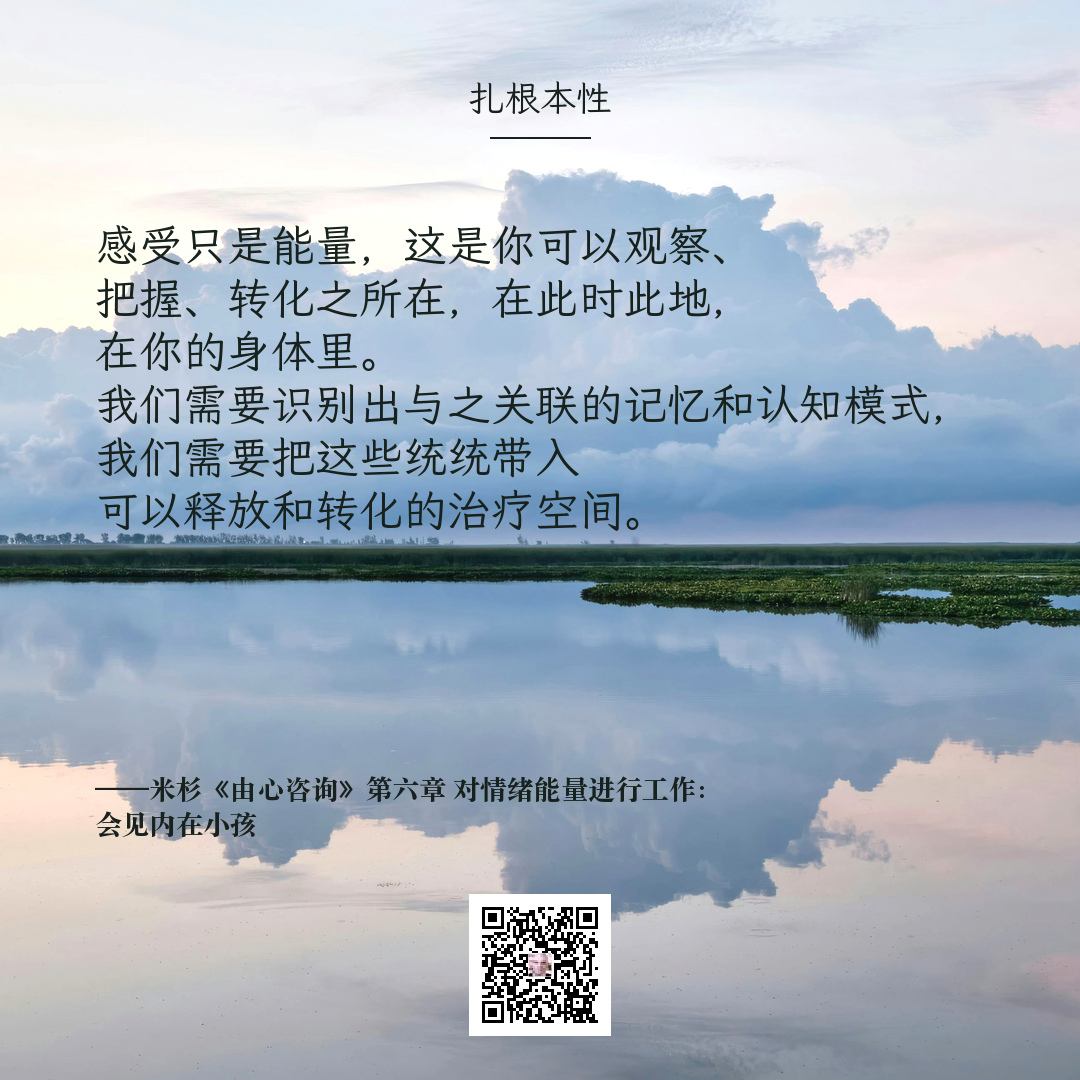 扎根本性
感受只是能量，这是你可以观察、
把握、转化之所在，在此时此地，
在你的身体里。
我们需要识别出与之关联的记忆和认知模式，
我们需要把这些统统带入
可以释放和转化的治疗空间。
——米杉《由心咨询》第六章 对情绪能量进行工作：
会见内在小孩